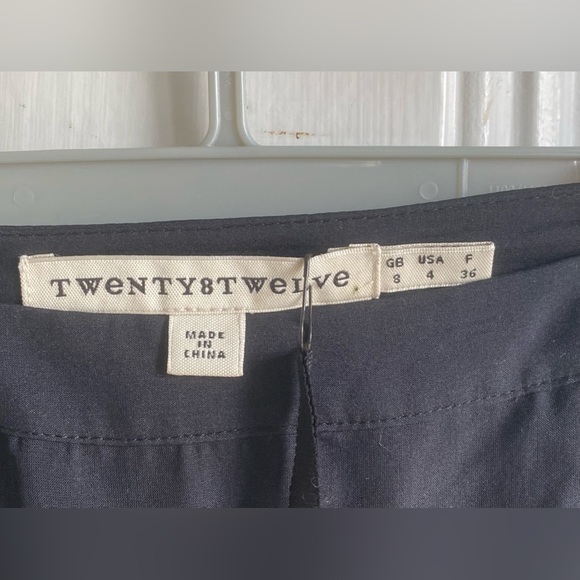 TWeNTY8TWeLVe
GB USA F
8 4 36
MADE
IN
CHINA